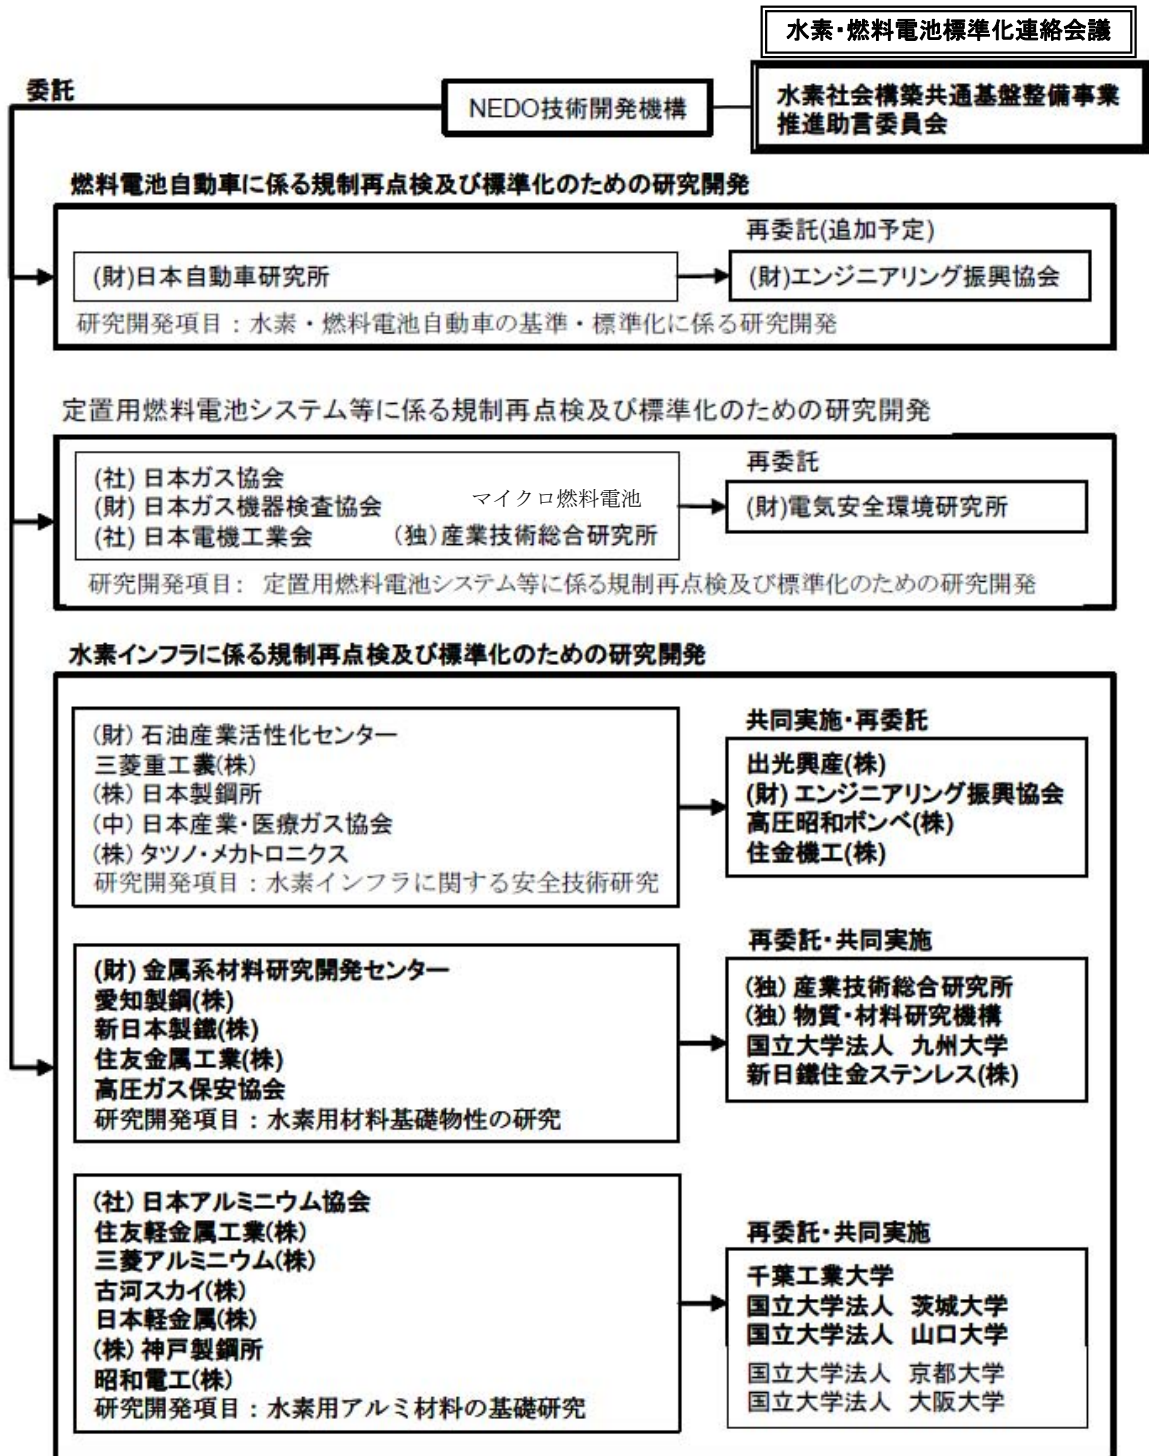 水素・燃料電池標準化連絡会議
委託
NEDO技術開発機構
水素社会構築共通基盤整備事業
推進助言委員会
燃料電池自動車に係る規制再点検及び標準化のための研究開発
再委託(追加予定)
(財)日本自動車研究所
(財)エンジニアリング振興協会
研究開発項目：水素・燃料電池自動車の基準・標準化に係る研究開発
定置用燃料電池システム等に係る規制再点検及び標準化のための研究開発
再委託
(社) 日本ガス協会
(財) 日本ガス機器検査協会
マイクロ燃料電池
(社) 日本電機工業会
(独) 産業技術総合研究所
(財)電気安全環境研究所
研究開発項目： 定置用燃料電池システム等に係る規制再点検及び標準化のための研究開発
水素インフラに係る規制再点検及び標準化のための研究開発
(財) 石油産業活性化センター
三菱重工業(株)
(株) 日本製鋼所
(中) 日本産業・医療ガス協会
(株) タツノ・メカトロニクス
研究開発項目：水素インフラに関する安全技術研究
共同実施・再委託
出光興産(株)
(財) エンジニアリング振興協会
高圧昭和ボンベ(株)
住金機工(株)
(財) 金属系材料研究開発センター
愛知製鋼(株)
新日本製鐵(株)
住友金属工業(株)
高圧ガス保安協会
研究開発項目：水素用材料基礎物性の研究
再委託・共同実施
(独) 産業技術総合研究所
(独) 物質・材料研究機構
国立大学法人 九州大学
新日鐵住金ステンレス(株)
(社) 日本アルミニウム協会
住友軽金属工業(株)
三菱アルミニウム(株)
古河スカイ(株)
日本軽金属(株)
(株) 神戸製鋼所
昭和電工(株)
研究開発項目：水素用アルミ材料の基礎研究
再委託・共同実施
千葉工業大学
国立大学法人 茨城大学
国立大学法人 山口大学
国立大学法人 京都大学
国立大学法人 大阪大学